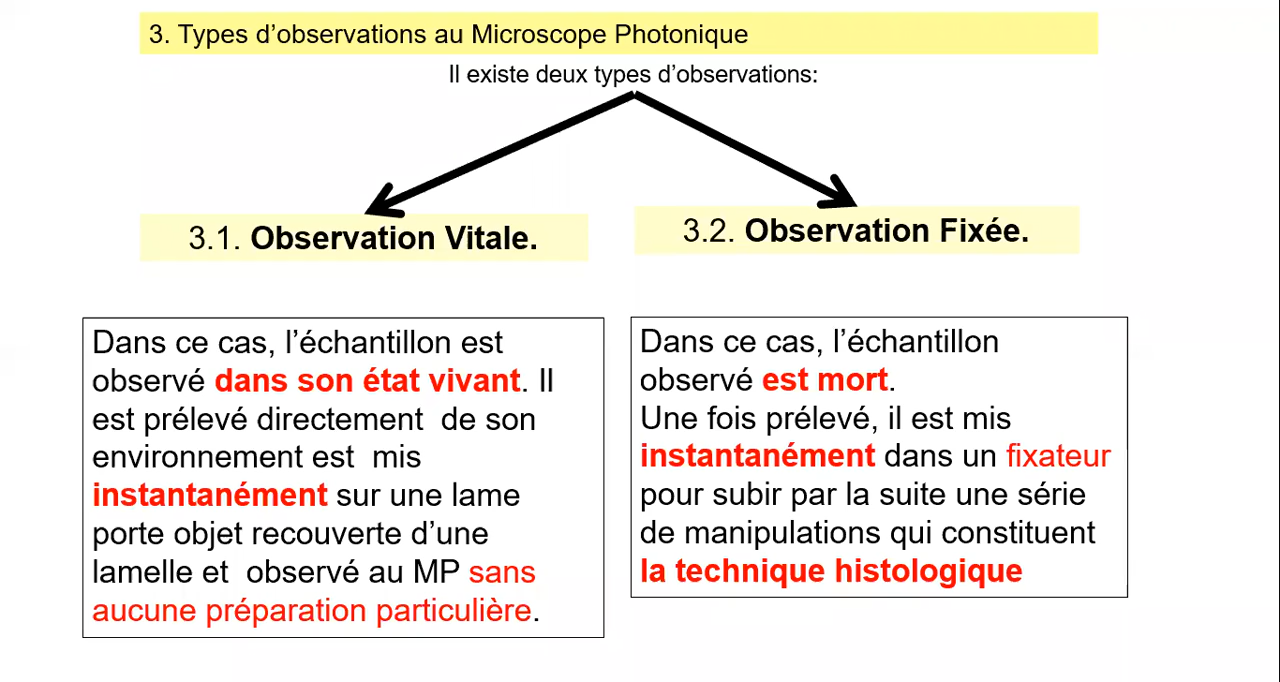 3. Types d’observations au Microscope Photonique
Il existe deux types d’observations:
3.1. Observation Vitale.
3.2. Observation Fixée.
Dans ce cas, l’échantillon est
observé dans son état vivant. Il
est prélevé directement de son
environnement est mis
instantanément sur une lame
porte objet recouverte d’une
lamelle et observé au MP sans
aucune préparation particulière.
Dans ce cas, l’échantillon
observé est mort.
Une fois prélevé, il est mis
instantanément dans un fixateur
pour subir par la suite une série
de manipulations qui constituent
la technique histologique